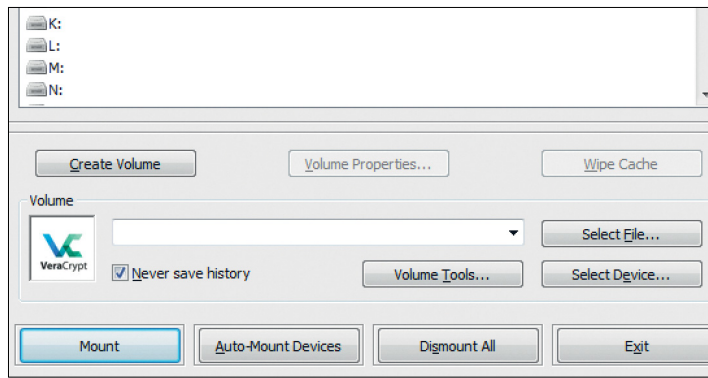 K:
L:
M:
N:
Create Volume Volume Properties... Wipe Cache
Volume
Select File...
VeraCrypt
Never save history Volume Tools... Select Device...
Mount Auto-Mount Devices Dismount All Exit